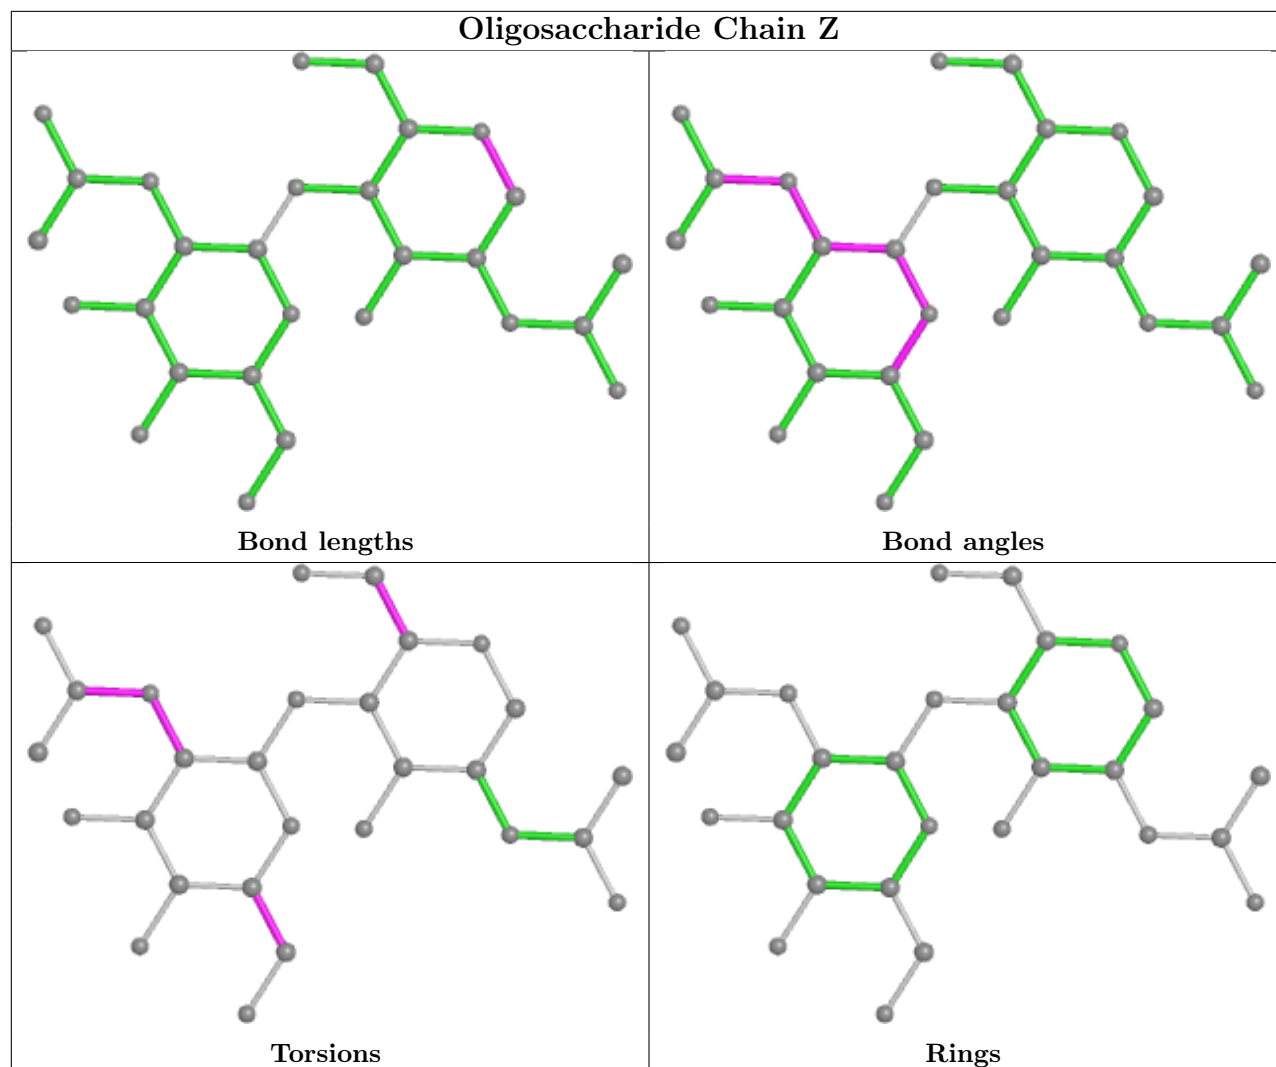 Oligosaccharide Chain Z
Bond lengths
Bond angles
Torsions
Rings